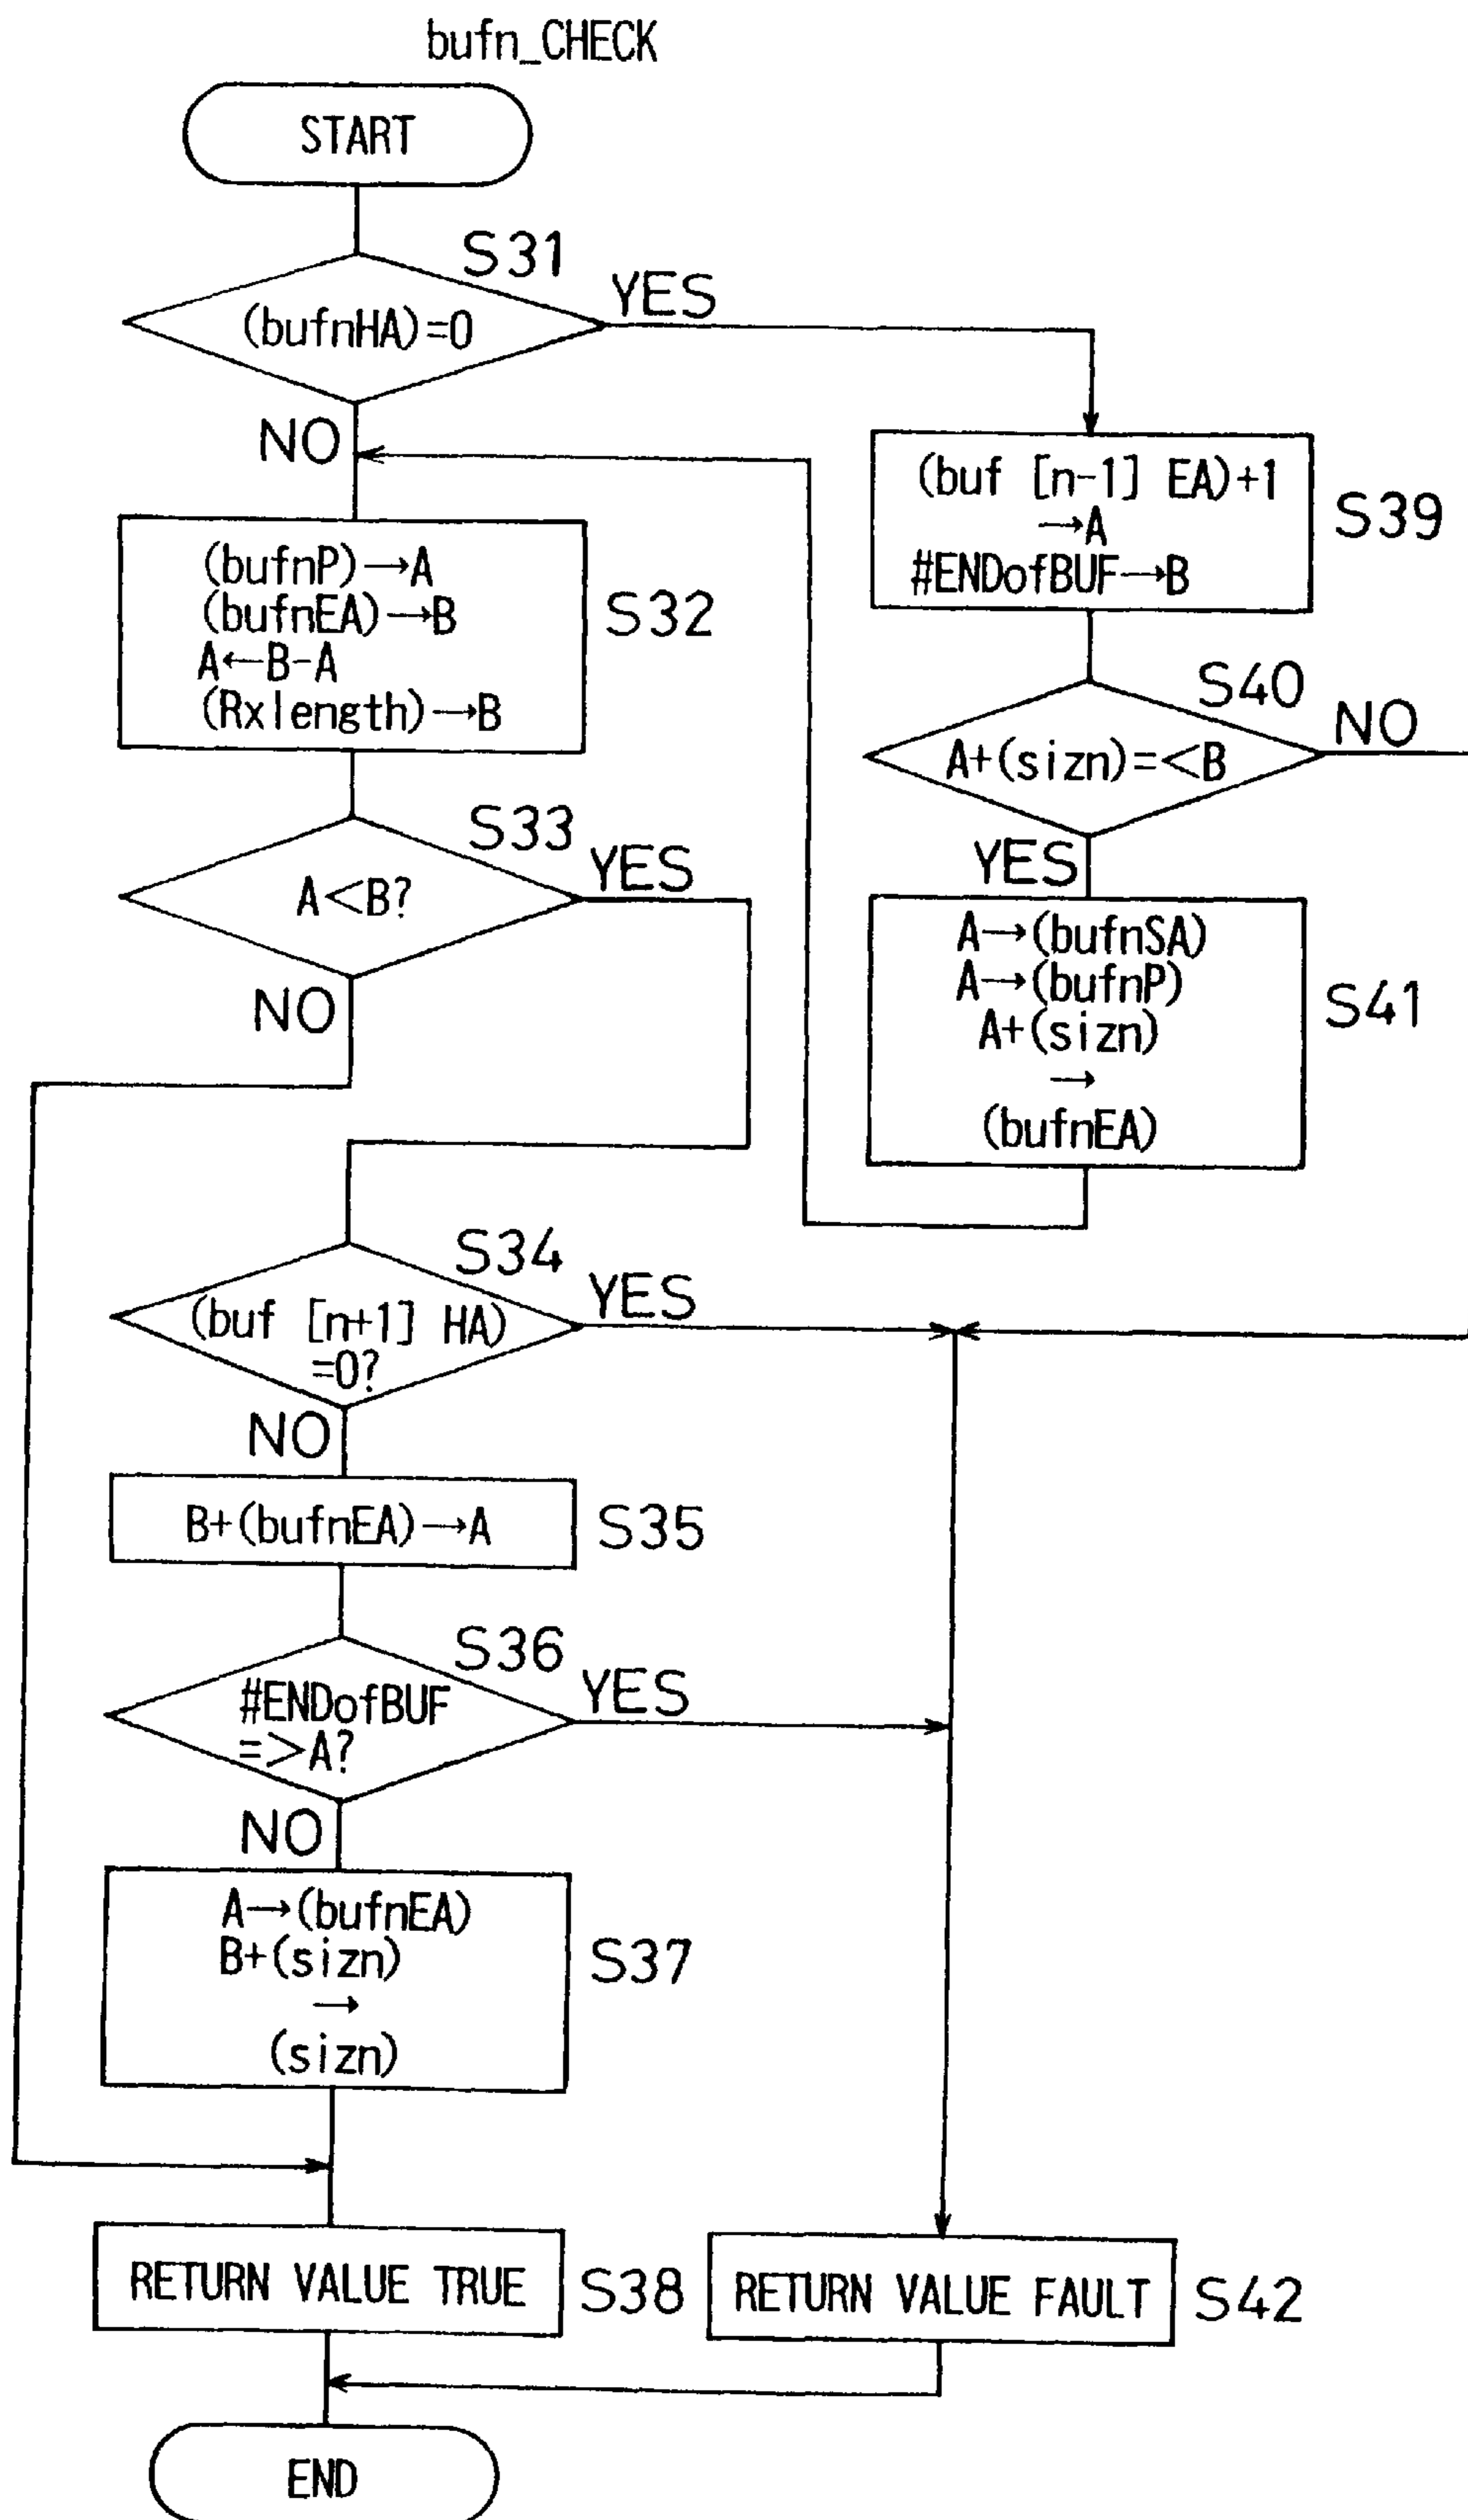 bufn_CHECK
START
S31
YES
(bufnHA)=0
NO
(buf [n-1] EA)+1
→A
#ENDofBUF→B
S39
(bufnP)→A
(bufnEA)→B
A←B-A
(Rxlength)→B
S32
S40
NO
A+(sizn)=<B
YES
S33
YES
A<B?
NO
A→(bufnSA)
A→(bufnP)
A+(sizn)
→
(bufnEA)
S41
S34
YES
(buf [n+1] HA)
=0?
NO
B+(bufnEA)→A
S35
S36
YES
#ENDofBUF
=>A?
NO
A→(bufnEA)
B+(sizn)
→
(sizn)
S37
RETURN VALUE TRUE
S38
RETURN VALUE FAULT
S42
END